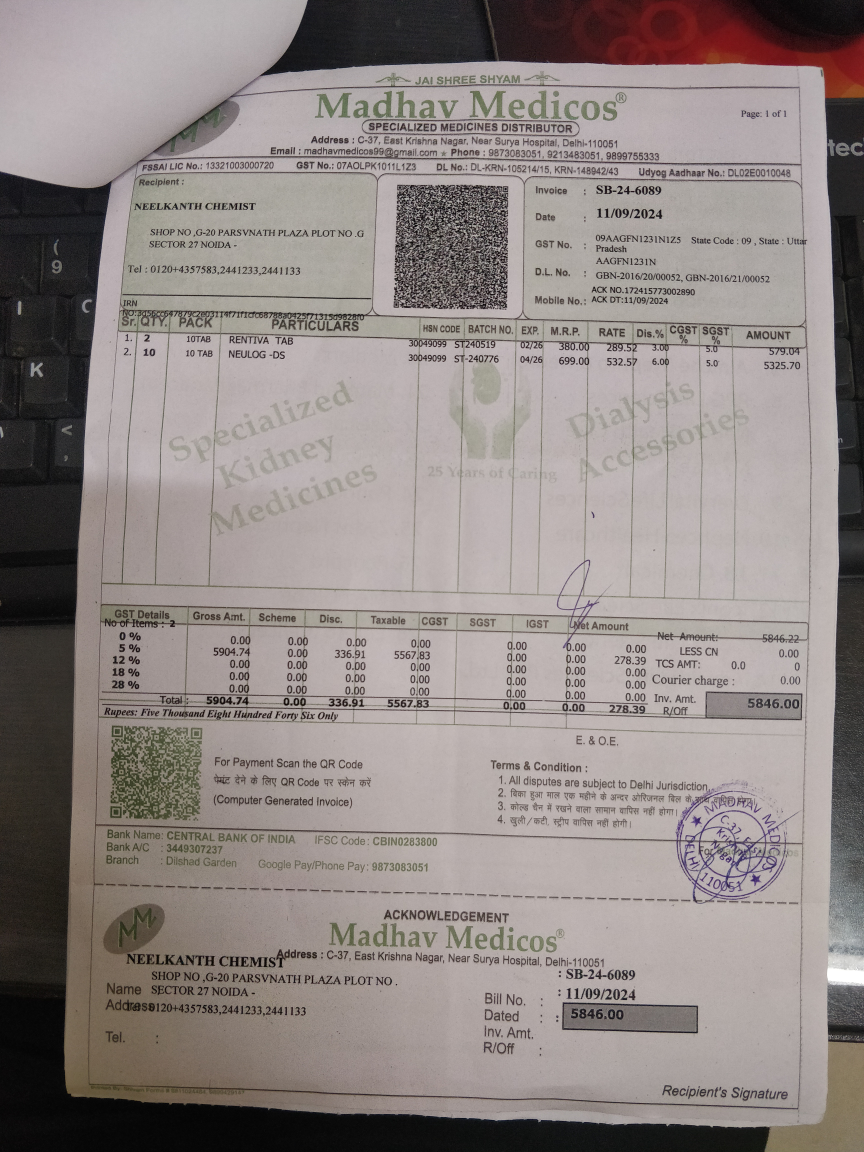 JAI SHREE SHYAM
Madhav Medicos®
Page: 1 of 1
SPECIALIZED MEDICINES DISTRIBUTOR
Address : C-37, East Krishna Nagar, Near Surya Hospital, Delhi-110051
Email : madhavmedicos99@gmail.com ★ Phone : 9873083051, 9213483051, 9899755333
FSSAI LIC No.: 13321003000720 GST No.: 07AOLPK1011L1Z3 DL No.: DL-KRN-105214/15, KRN-148942/43 Udyog Aadhaar No.: DL02E0010048
Recipient :
NEELKANTH CHEMIST
SHOP NO ,G-20 PARSVNATH PLAZA PLOT NO .G
SECTOR 27 NOIDA -
Tel : 0120+4357583,2441233,2441133
IRN
Invoice : SB-24-6089
Date : 11/09/2024
GST No. : 09AAGFN1231N1Z5 State Code : 09 , State : Uttar
Pradesh
AAGFN1231N
D.L. No. : GBN-2016/20/00052, GBN-2016/21/00052
ACK NO.172415773002890
Mobile No.: ACK DT:11/09/2024
Sr. QTY. PACK PARTICULARS HSN CODE BATCH NO. EXP. M.R.P. RATE Dis.% CGST % SGST % AMOUNT
1. 2 10TAB RENTIVA TAB 30049099 ST240519 02/26 380.00 289.52 3.00 5.0 579.04
2. 10 10 TAB NEULOG -DS 30049099 ST-240776 04/26 699.00 532.57 6.00 5.0 5325.70
Specialized
Kidney
Medicines
25 Years of Caring
Dialysis
Accessories
GST Details Gross Amt. Scheme Disc. Taxable CGST SGST IGST Net Amount
No of Items : 2
0 % 0.00 0.00 0.00 0.00 0.00 0.00 0.00
5 % 5904.74 0.00 336.91 5567.83 0.00 0.00 278.39
12 % 0.00 0.00 0.00 0.00 0.00 0.00 0.00
18 % 0.00 0.00 0.00 0.00 0.00 0.00 0.00
28 % 0.00 0.00 0.00 0.00 0.00 0.00 0.00
Total : 5904.74 0.00 336.91 5567.83 0.00 0.00 278.39
Net Amount: 5846.22
LESS CN 0.00
TCS AMT: 0.0 0
Courier charge : 0.00
Inv. Amt. 5846.00
R/Off
Rupees: Five Thousand Eight Hundred Forty Six Only
E. & O.E.
For Payment Scan the QR Code
पेमेंट देने के लिए QR Code पर स्केन करें
(Computer Generated Invoice)
Terms & Condition :
1. All disputes are subject to Delhi Jurisdiction.
2. बिका हुआ माल एक महीने के अन्दर ओरिजनल बिल के
3. कोल्ड चैन में रखने वाला सामान वापिस नहीं होगा।
4. खुली/कटी, स्ट्रीप वापिस नहीं होगी।
MADHAV MEDICOS
C-37, Ea
Krishna
Nagar
DELHI 110051
Bank Name: CENTRAL BANK OF INDIA IFSC Code: CBIN0283800
Bank A/C : 3449307237
Branch : Dilshad Garden Google Pay/Phone Pay: 9873083051
ACKNOWLEDGEMENT
MM
Madhav Medicos®
Address : C-37, East Krishna Nagar, Near Surya Hospital, Delhi-110051
NEELKANTH CHEMIST
SHOP NO ,G-20 PARSVNATH PLAZA PLOT NO .
Name SECTOR 27 NOIDA -
Address 0120+4357583,2441233,2441133
Tel. :
: SB-24-6089
Bill No. : : 11/09/2024
Dated : : 5846.00
Inv. Amt.
R/Off :
Recipient's Signature
( 9
I
C
K
< ,
tec